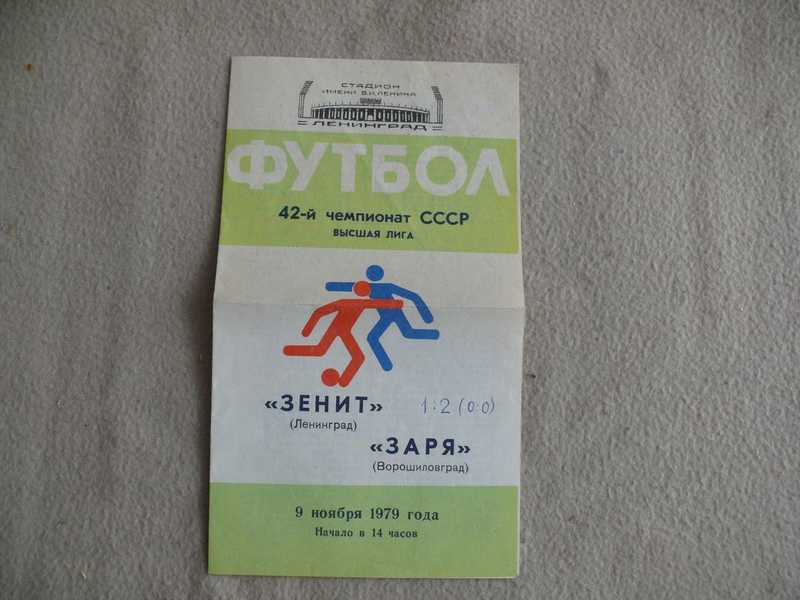 СТАДИОН
ИМЕНИ В.И.ЛЕНИНА
ЛЕНИНГРАД
ФУТБОЛ
42-й чемпионат СССР
ВЫСШАЯ ЛИГА
«ЗЕНИТ» 1:2 (0:0)
(Ленинград)
«ЗАРЯ»
(Ворошиловград)
9 ноября 1979 года
Начало в 14 часов